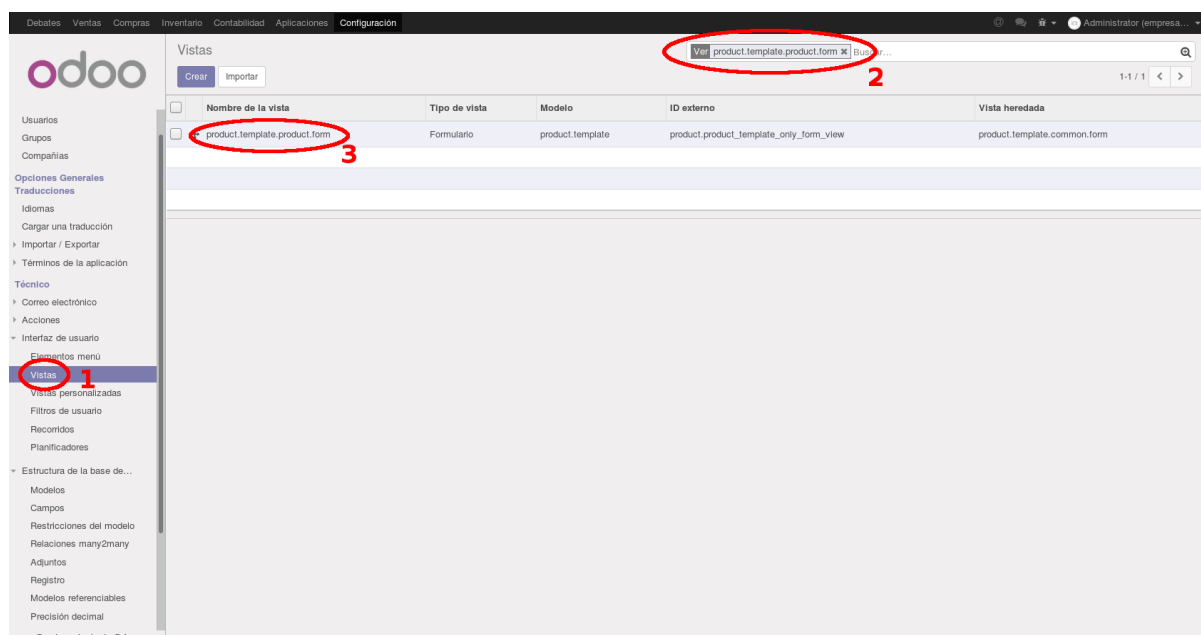 Debates Ventas Compras Inventario Contabilidad Aplicaciones Configuración
@ Administrator (empresa...
odoo
Vistas
Ver product.template.product.form ✖ Buscar...
2
Crear Importar
1-1 / 1
Nombre de la vista Tipo de vista Modelo ID externo Vista heredada
product.template.product.form Formulario product.template product.product_template_only_form_view product.template.common.form
3
Usuarios
Grupos
Compañías
Opciones Generales
Traducciones
Idiomas
Cargar una traducción
Importar / Exportar
Términos de la aplicación
Técnico
Correo electrónico
Acciones
Interfaz de usuario
Elementos menú
Vistas 1
Vistas personalizadas
Filtros de usuario
Recorridos
Planificadores
Estructura de la base de...
Modelos
Campos
Restricciones del modelo
Relaciones many2many
Adjuntos
Registro
Modelos referenciables
Precisión decimal